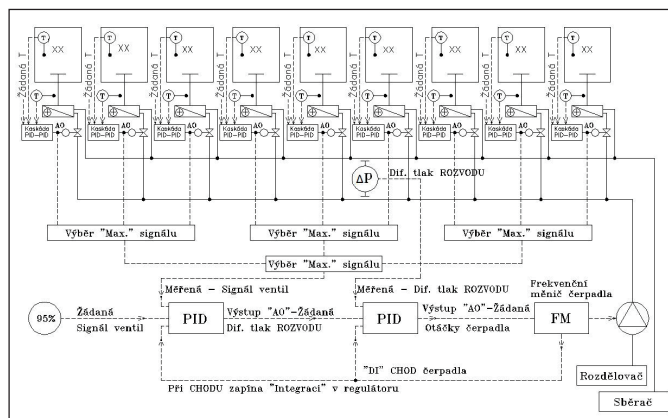 T XX T XX T XX T XX T XX T XX T XX T XX
Žádaná T Žádaná T Žádaná T Žádaná T Žádaná T Žádaná T Žádaná T Žádaná T
T T T T T T T T
Kaskáda AO Kaskáda AO Kaskáda AO Kaskáda AO Kaskáda AO Kaskáda AO Kaskáda AO Kaskáda AO
PID-PID PID-PID PID-PID PID-PID PID-PID PID-PID PID-PID PID-PID
ΔP Dif. tlak ROZVODU
Výběr "Max." signálu Výběr "Max." signálu Výběr "Max." signálu
Výběr "Max." signálu
Měřená - Signál ventil Měřená - Dif. tlak ROZVODU
Frekvenční
měnič čerpadla
95% Žádaná
Signál ventil
PID
Výstup "AO"-Žádaná
Dif. tlak ROZVODU
PID
Výstup "AO"-Žádaná
Otáčky čerpadla
FM
"DI" CHOD čerpadla
Při CHODU zapína "Integraci" v regulátoru
Rozdělovač
Sběrač